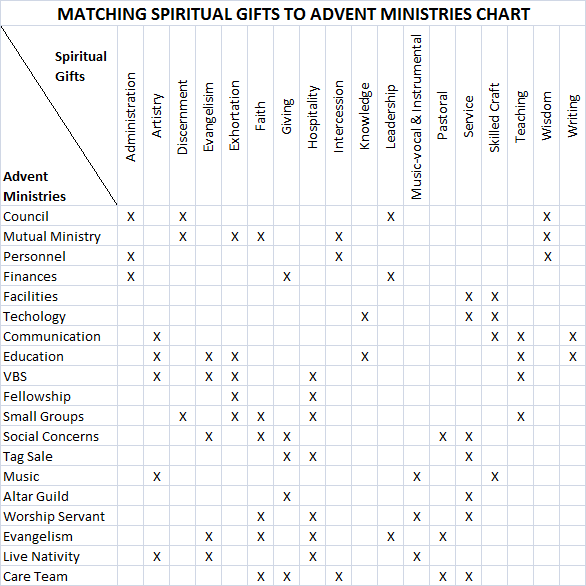 MATCHING SPIRITUAL GIFTS TO ADVENT MINISTRIES CHART
Spiritual
Gifts
Advent
Ministries
Administration
Artistry
Discernment
Evangelisim
Exhortation
Faith
Giving
Hospitality
Intercession
Knowledge
Leadership
Music-vocal & Instrumental
Pastoral
Service
Skilled Craft
Teaching
Wisdom
Writing
Council X X X X
Mutual Ministry X X X X X
Personnel X X X
Finances X X X
Facilities X X
Techology X X X
Communication X X X X
Education X X X X X X
VBS X X X X X
Fellowship X X
Small Groups X X X X X
Social Concerns X X X X X
Tag Sale X X X
Music X X X
Altar Guild X X
Worship Servant X X X X
Evangelism X X X X X
Live Nativity X X X X
Care Team X X X X X